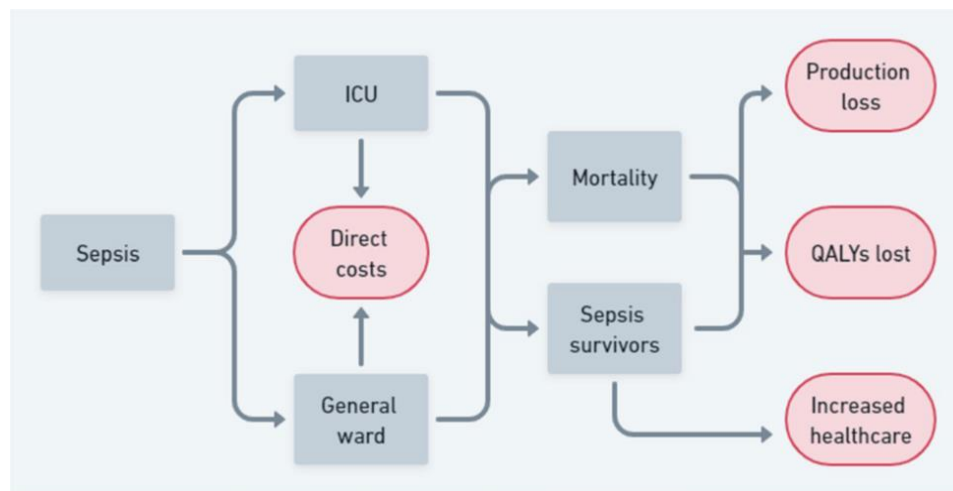 Sepsis
ICU
Direct
costs
General
ward
Mortality
Sepsis
survivors
Production
loss
QALYs lost
Increased
healthcare